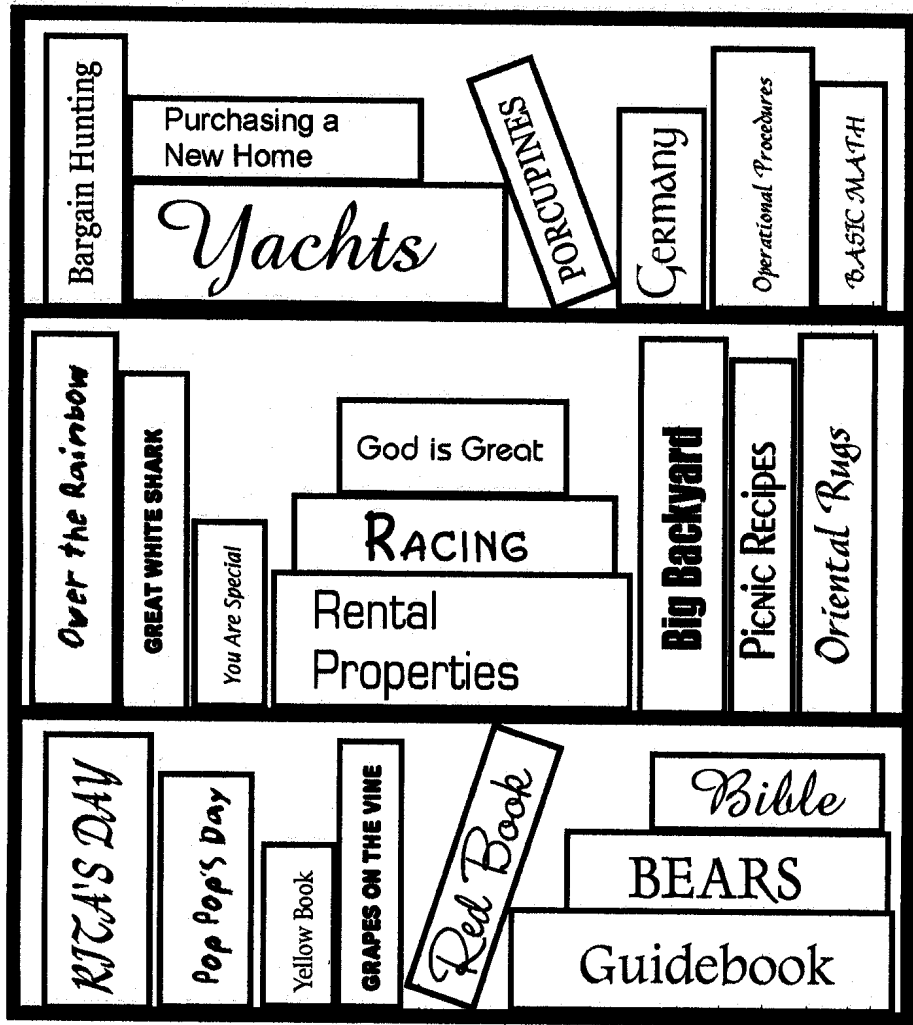 Bargain Hunting
Purchasing a
New Home
Yachts
PORCUPINES
Germany
Operational Procedures
BASIC MATH
Over the Rainbow
GREAT WHITE SHARK
You Are Special
God is Great
RACING
Rental
Properties
Big Backyard
PICNIC RECIPES
Oriental Rugs
RITA'S DAY
Pop Pop's Day
Yellow Book
GRAPES ON THE VINE
Red Book
Bible
BEARS
Guidebook